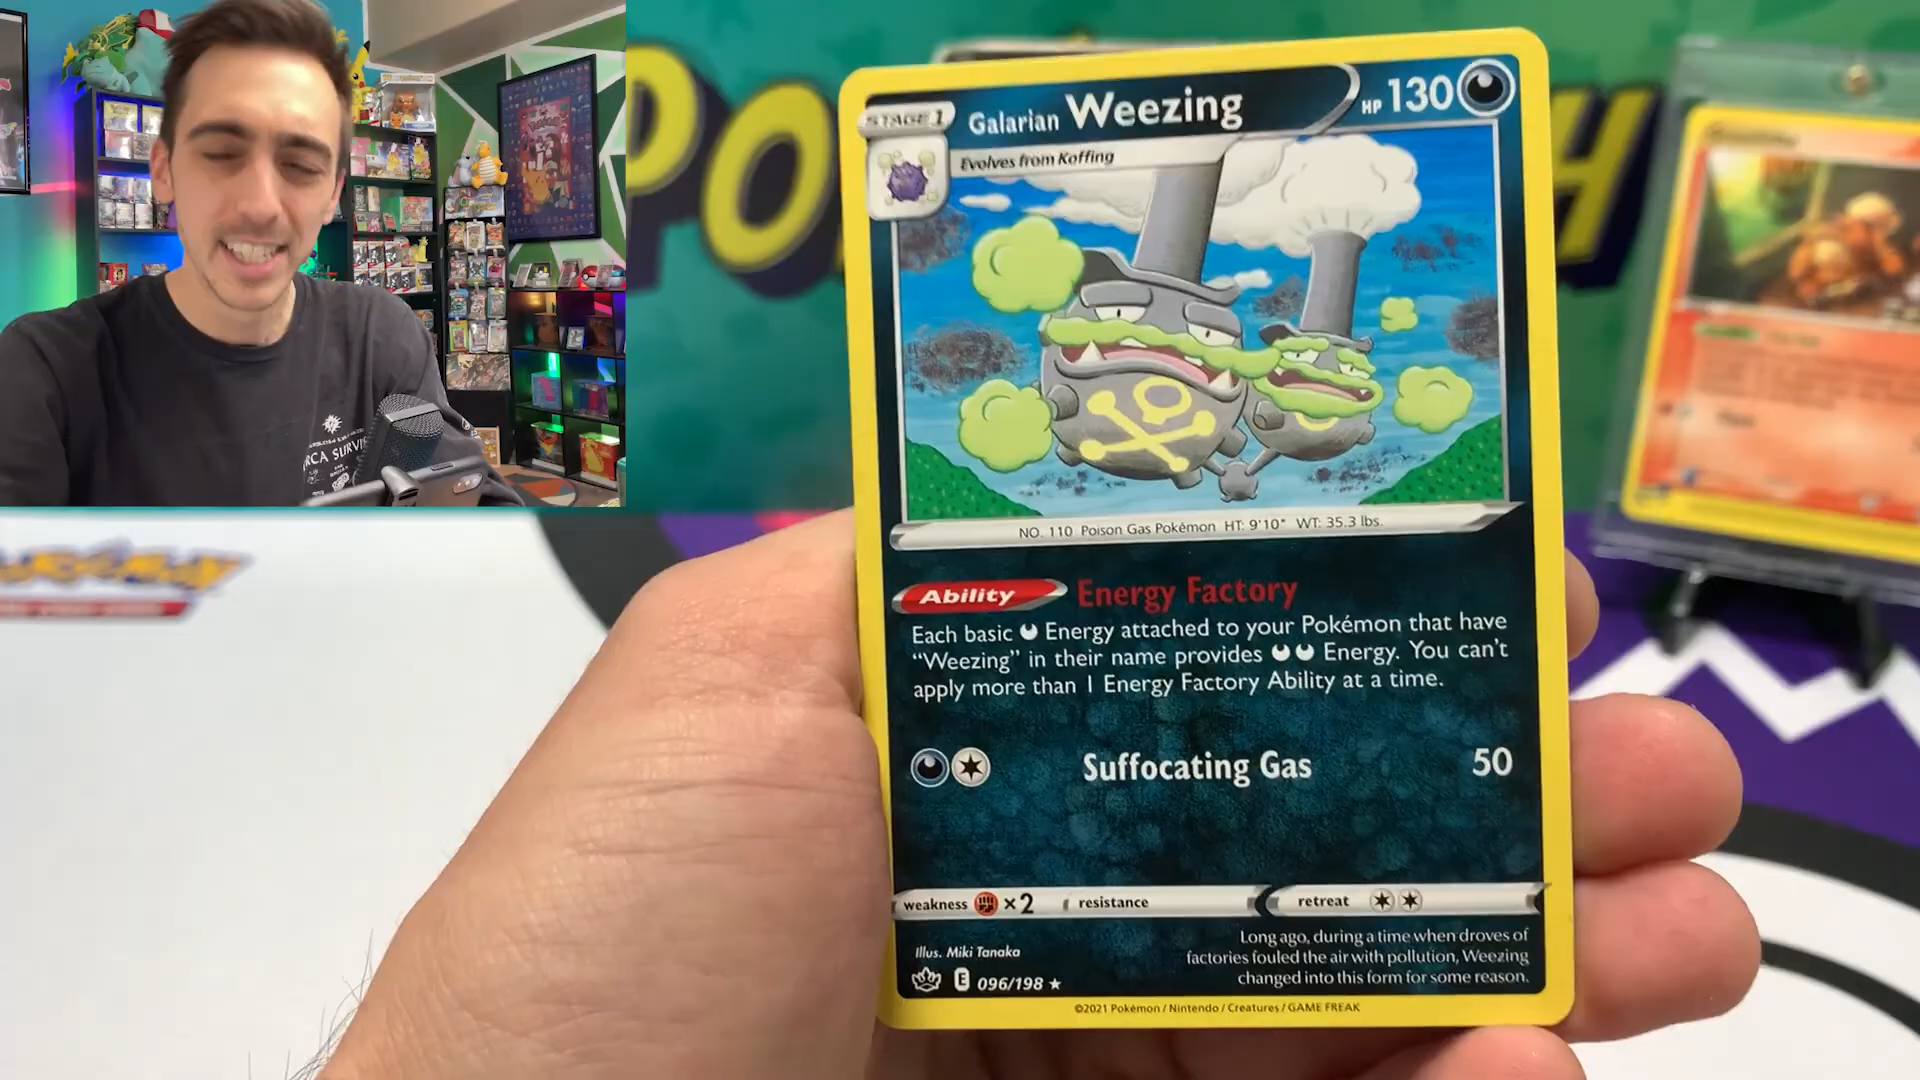 STAGE 1
Galarian Weezing
HP 130
Evolves from Koffing
NO. 110 Poison Gas Pokémon HT: 9'10" WT: 35.3 lbs.
Ability Energy Factory
Each basic Energy attached to your Pokémon that have
“Weezing” in their name provides Energy. You can't
apply more than 1 Energy Factory Ability at a time.
Suffocating Gas 50
weakness ×2 resistance retreat
Illus. Miki Tanaka
E 096/198 ★
Long ago, during a time when droves of
factories fouled the air with pollution, Weezing
changed into this form for some reason.
©2021 Pokémon / Nintendo / Creatures / GAME FREAK
Pokémon